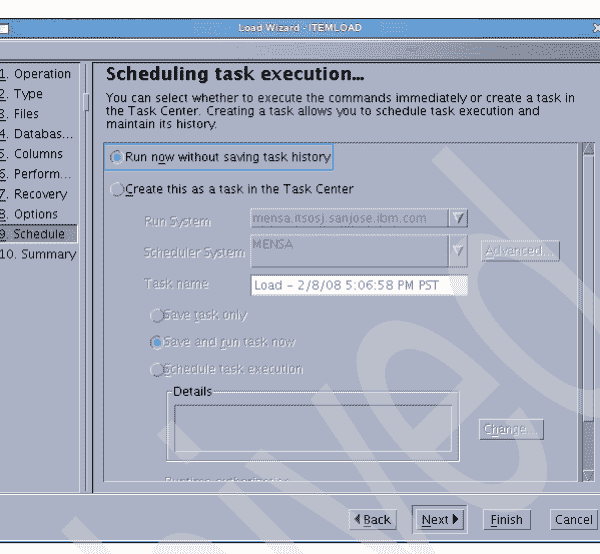 Load Wizard - ITEMLOAD
1. Operation
2. Type
3. Files
4. Databas...
5. Columns
6. Perform...
7. Recovery
8. Options
9. Schedule
10. Summary
Scheduling task execution...
You can select whether to execute the commands immediately or create a task in
the Task Center. Creating a task allows you to schedule task execution and
maintain its history.
Run now without saving task history
Create this as a task in the Task Center
Run System
mensa.itsosj.sanjose.ibm.com
Scheduler System
MENSA
Advanced...
Task name
Load - 2/8/08 5:06:58 PM PST
Save task only
Save and run task now
Schedule task execution
Details
Change...
Back
Next
Finish
Cancel